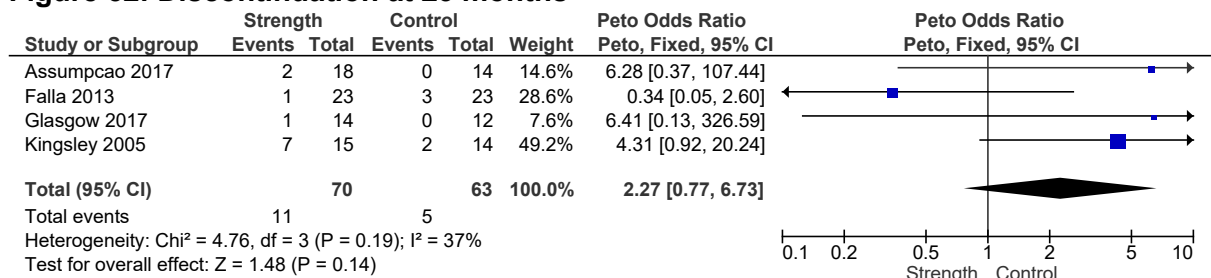 Figure Discontinuation at months
Strength Control Peto Odds Ratio Peto Odds Ratio
Study or Subgroup Events Total Events Total Weight Peto, Fixed, 95% CI Peto, Fixed, 95% CI
Assumpcao 2017 2 18 0 14 14.6% 6.28 [0.37, 107.44]
Falla 2013 1 23 3 23 28.6% 0.34 [0.05, 2.60]
Glasgow 2017 1 14 0 12 7.6% 6.41 [0.13, 326.59]
Kingsley 2005 7 15 2 14 49.2% 4.31 [0.92, 20.24]
Total (95% CI) 70 63 100.0% 2.27 [0.77, 6.73]
Total events 11 5
Heterogeneity: Chi² = 4.76, df = 3 (P = 0.19); I² = 37%
Test for overall effect: Z = 1.48 (P = 0.14)
0.1 0.2 0.5 1 2 5 10
Strength Control